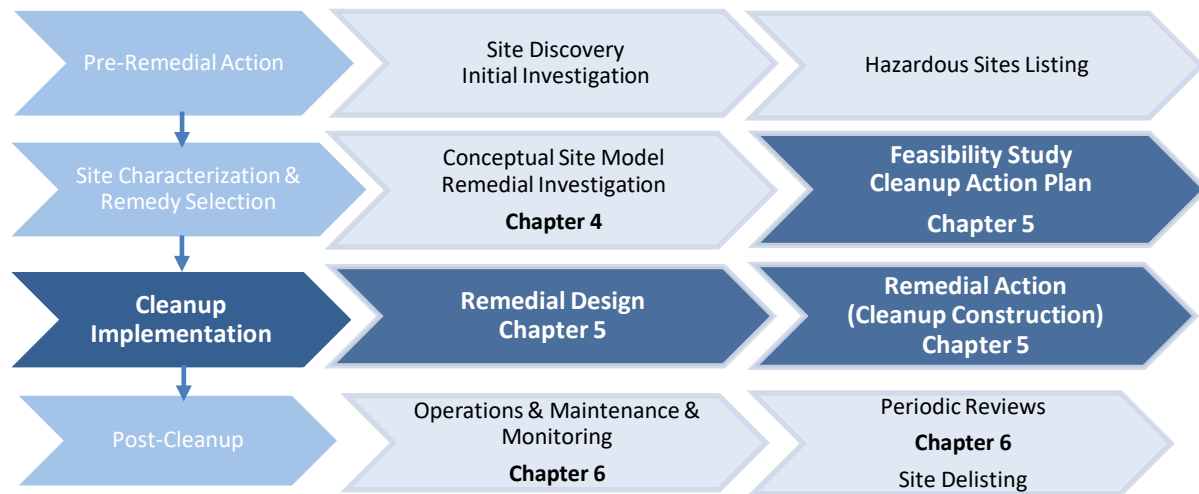 Pre-Remedial Action
Site Discovery
Initial Investigation
Hazardous Sites Listing
Site Characterization &
Remedy Selection
Conceptual Site Model
Remedial Investigation
Chapter 4
Feasibility Study
Cleanup Action Plan
Chapter 5
Cleanup
Implementation
Remedial Design
Chapter 5
Remedial Action
(Cleanup Construction)
Chapter 5
Post-Cleanup
Operations & Maintenance &
Monitoring
Chapter 6
Periodic Reviews
Chapter 6
Site Delisting